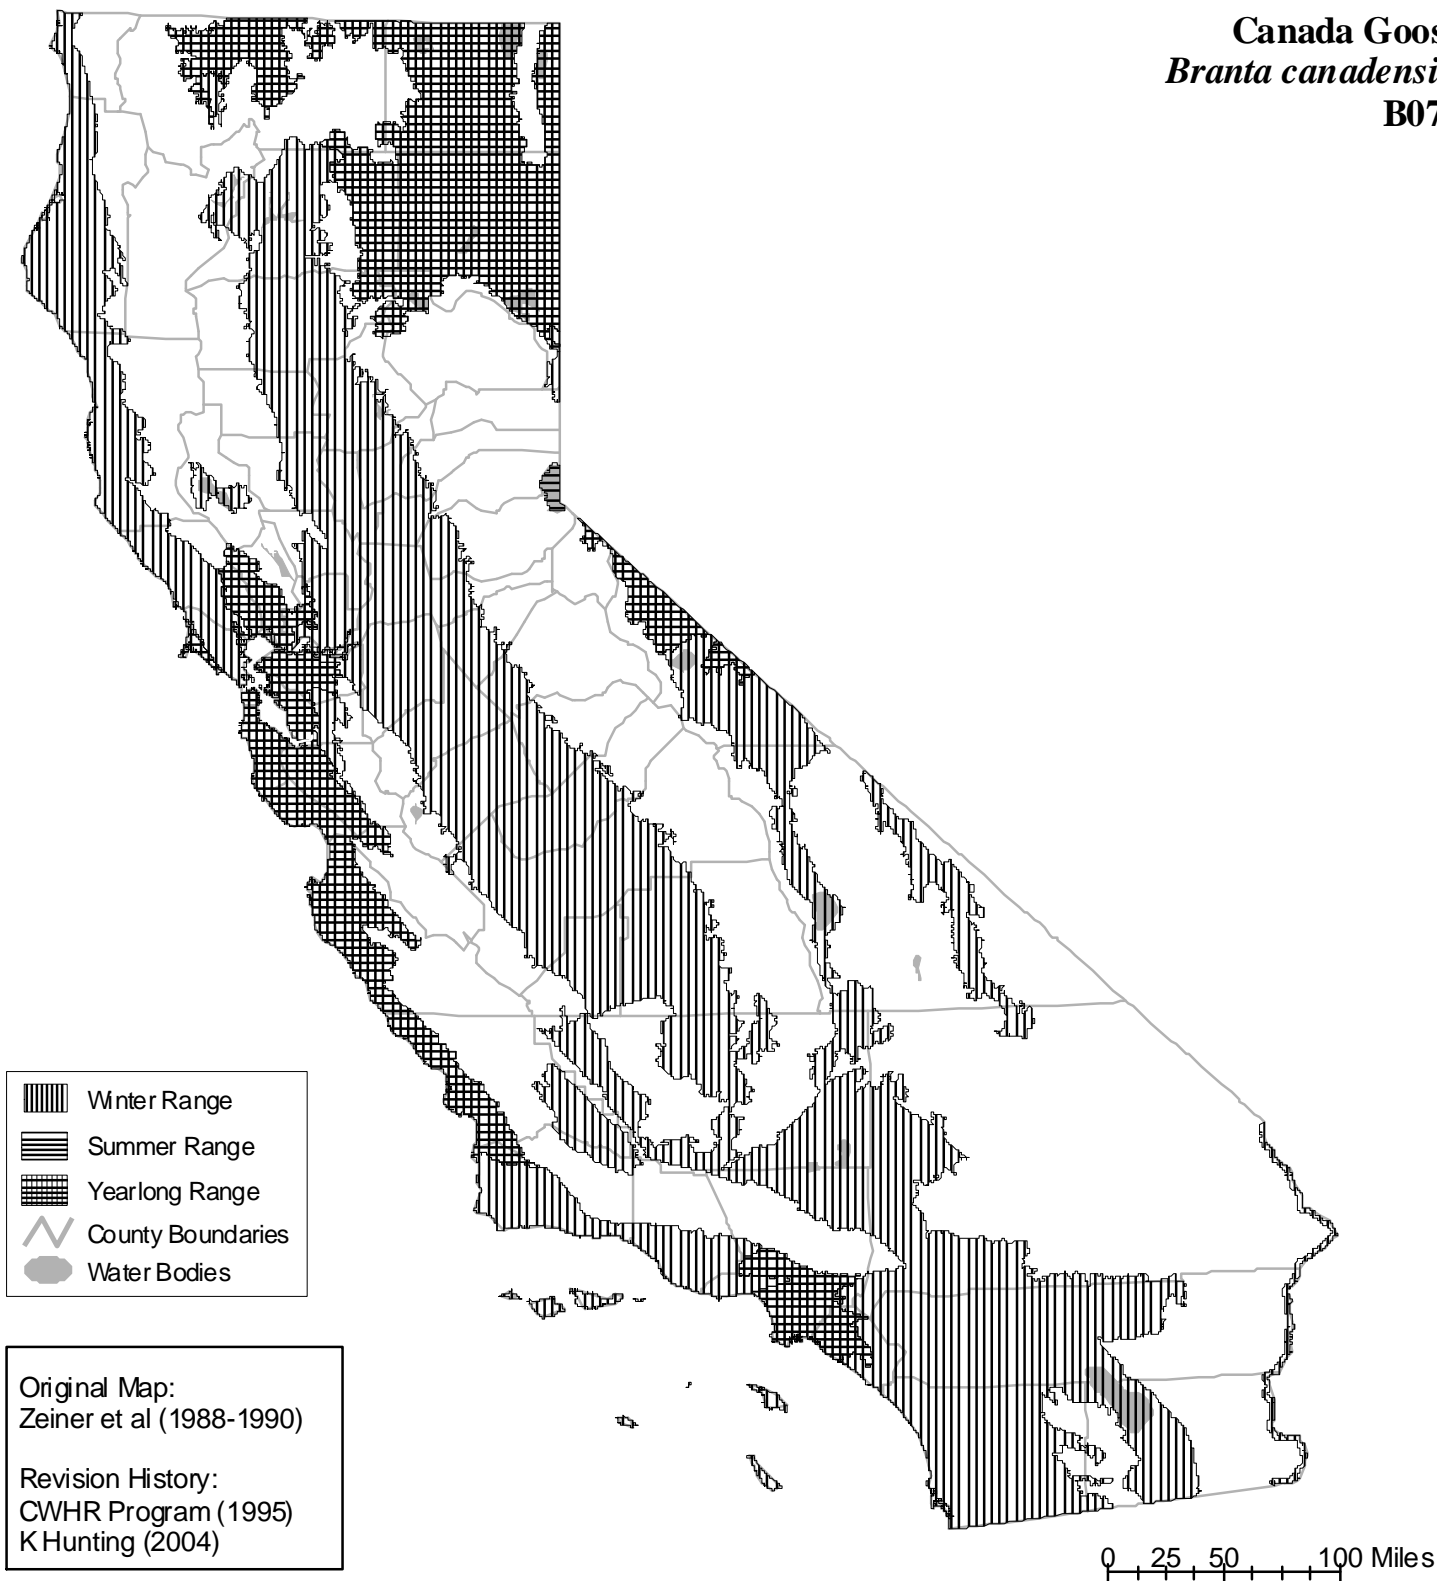 Canada Goos
Branta canadensi
B07
Winter Range
Summer Range
Yearlong Range
County Boundaries
Water Bodies
Original Map:
Zeiner et al (1988-1990)
Revision History:
CWHR Program (1995)
K Hunting (2004)
0 25 50 100 Miles